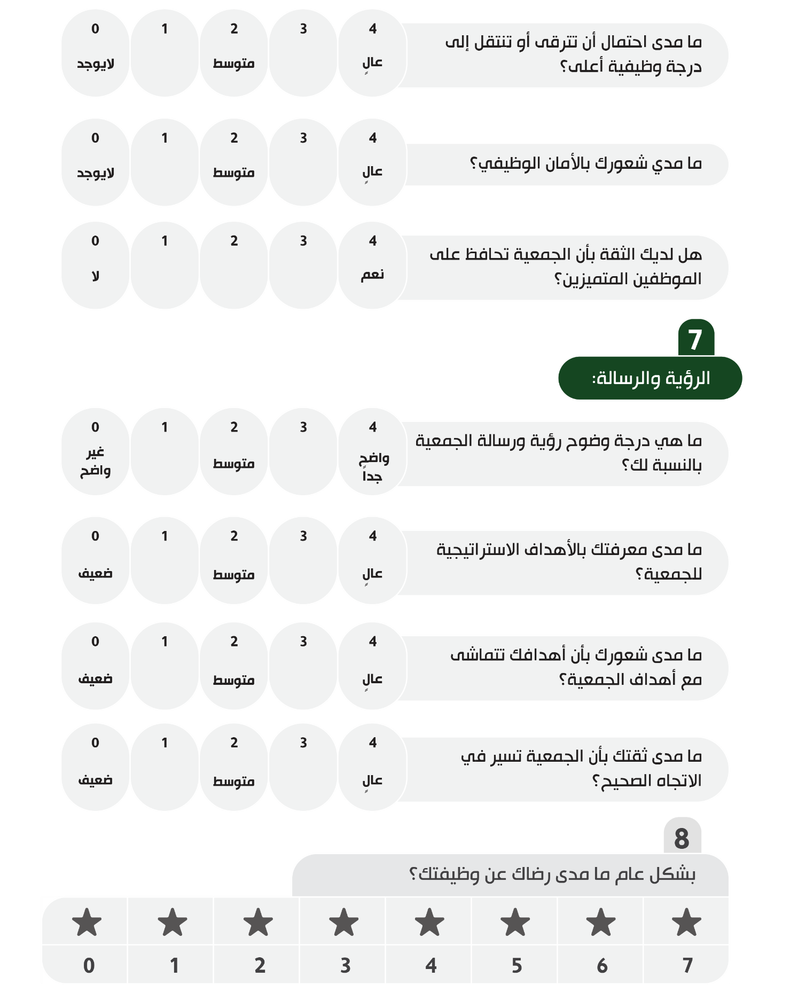 ما مدى احتمال أن تترقى أو تنتقل إلى
درجة وظيفية أعلى؟
4 3 2 1 0
عالٍ متوسط لايوجد
ما مدي شعورك بالأمان الوظيفي؟
4 3 2 1 0
عالٍ متوسط لايوجد
هل لديك الثقة بأن الجمعية تحافظ على
الموظفين المتميزين؟
4 3 2 1 0
نعم لا
7
الرؤية والرسالة:
ما هي درجة وضوح رؤية ورسالة الجمعية
بالنسبة لك؟
4 3 2 1 0
واضحٍ جدا متوسط غير واضح
ما مدى معرفتك بالأهداف الاستراتيجية
للجمعية؟
4 3 2 1 0
عالٍ متوسط ضعيف
ما مدى شعورك بأن أهدافك تتماشى
مع أهداف الجمعية؟
4 3 2 1 0
عالٍ متوسط ضعيف
ما مدى ثقتك بأن الجمعية تسير في
الاتجاه الصحيح؟
4 3 2 1 0
عالٍ متوسط ضعيف
8
بشكل عام ما مدى رضاك عن وظيفتك؟
7 6 5 4 3 2 1 0